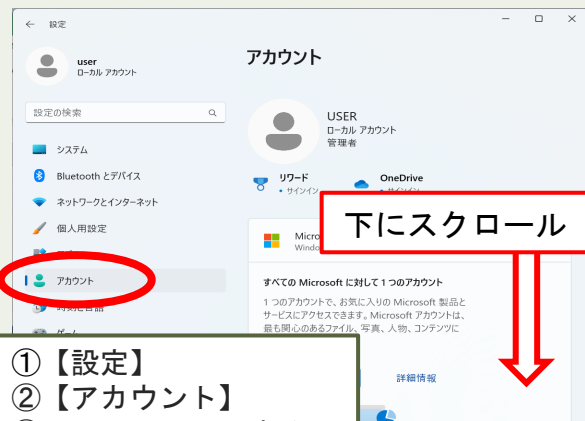 設定
user
ローカル アカウント
設定の検索
システム
Bluetooth とデバイス
ネットワークとインターネット
個人用設定
アカウント
ゲーム
アカウント
USER
ローカル アカウント
管理者
リワード
• サインイン
OneDrive
下にスクロール
Micro
Windo
すべての Microsoft に対して 1 つのアカウント
1 つのアカウントで、お気に入りの Microsoft 製品と
サービスにアクセスできます。Microsoft アカウントは、
最も関心のあるファイル、写真、人物、コンテンツに
詳細情報
①【設定】
②【アカウント】